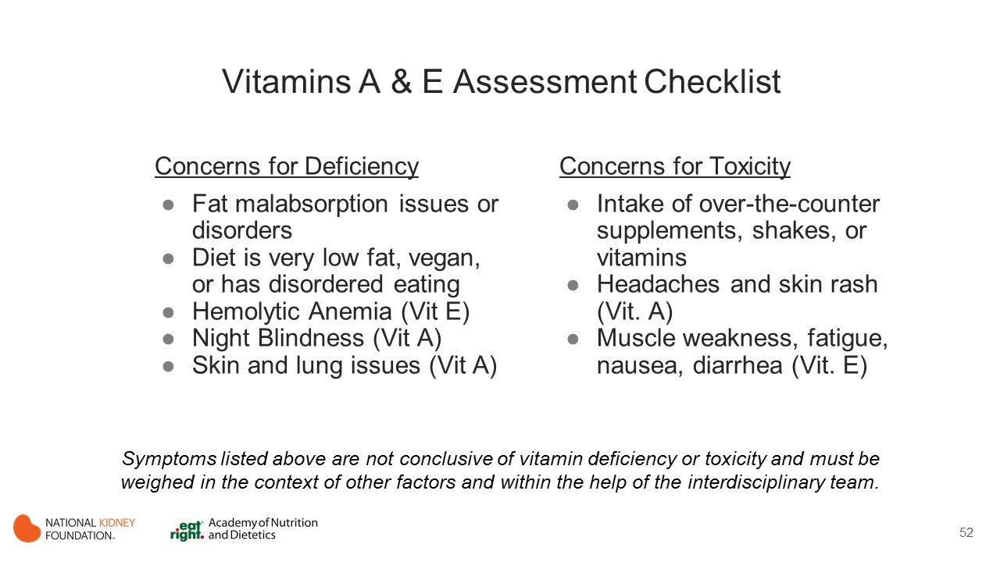 Vitamins A & E Assessment Checklist
Concerns for Deficiency
● Fat malabsorption issues or
disorders
● Diet is very low fat, vegan,
or has disordered eating
● Hemolytic Anemia (Vit E)
● Night Blindness (Vit A)
● Skin and lung issues (Vit A)
Concerns for Toxicity
● Intake of over-the-counter
supplements, shakes, or
vitamins
● Headaches and skin rash
(Vit. A)
● Muscle weakness, fatigue,
nausea, diarrhea (Vit. E)
Symptoms listed above are not conclusive of vitamin deficiency or toxicity and must be
weighed in the context of other factors and within the help of the interdisciplinary team.
NATIONAL KIDNEY
FOUNDATION®
eat
right.
Academy of Nutrition
and Dietetics
52